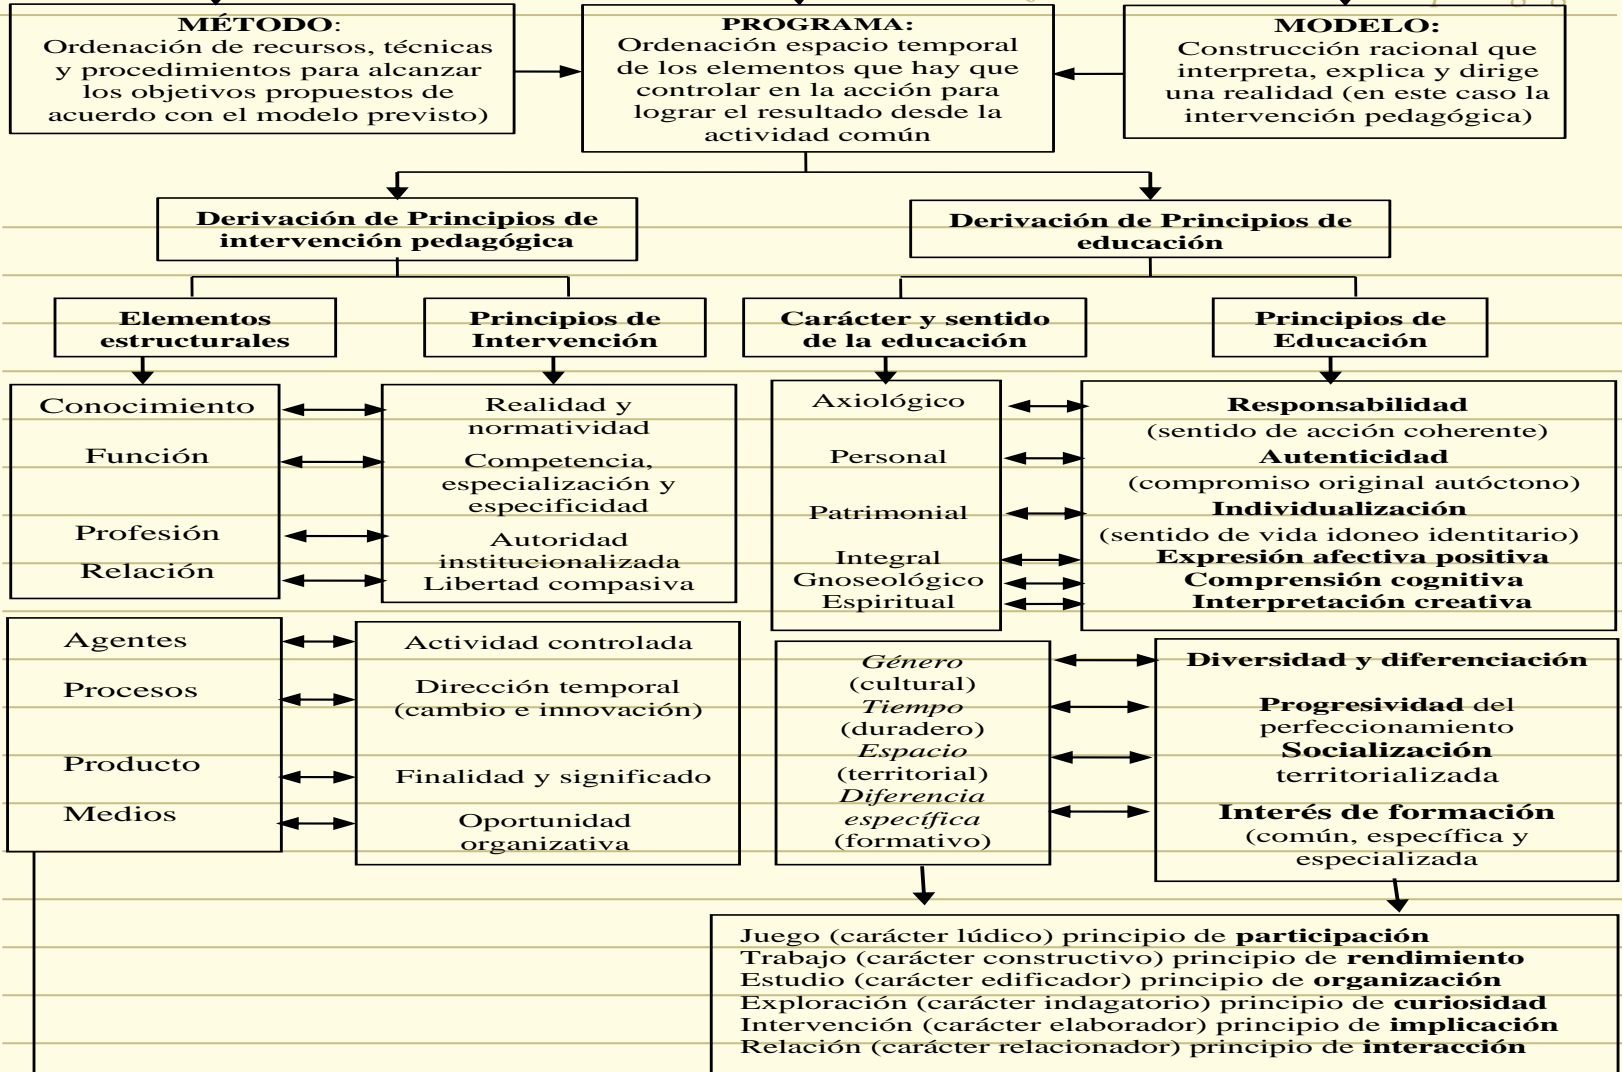 MÉTODO:
Ordenación de recursos, técnicas
y procedimientos para alcanzar
los objetivos propuestos de
acuerdo con el modelo previsto)
PROGRAMA:
Ordenación espacio temporal
de los elementos que hay que
controlar en la acción para
lograr el resultado desde la
actividad común
MODELO:
Construcción racional que
interpreta, explica y dirige
una realidad (en este caso la
intervención pedagógica)
Derivación de Principios de
intervención pedagógica
Derivación de Principios de
educación
Elementos
estructurales
Principios de
Intervención
Carácter y sentido
de la educación
Principios de
Educación
Conocimiento
Función
Profesión
Relación
Realidad y
normatividad
Competencia,
especialización y
especificidad
Autoridad
institucionalizada
Libertad compasiva
Axiológico
Personal
Patrimonial
Integral
Gnoseológico
Espiritual
Responsabilidad
(sentido de acción coherente)
Autenticidad
(compromiso original autóctono)
Individualización
(sentido de vida idoneo identitario)
Expresión afectiva positiva
Comprensión cognitiva
Interpretación creativa
Agentes
Procesos
Producto
Medios
Actividad controlada
Dirección temporal
(cambio e innovación)
Finalidad y significado
Oportunidad
organizativa
Género
(cultural)
Tiempo
(duradero)
Espacio
(territorial)
Diferencia
específica
(formativo)
Diversidad y diferenciación
Progresividad del
perfeccionamiento
Socialización
territorializada
Interés de formación
(común, específica y
especializada
Juego (carácter lúdico) principio de participación
Trabajo (carácter constructivo) principio de rendimiento
Estudio (carácter edificador) principio de organización
Exploración (carácter indagatorio) principio de curiosidad
Intervención (carácter elaborador) principio de implicación
Relación (carácter relacionador) principio de interacción